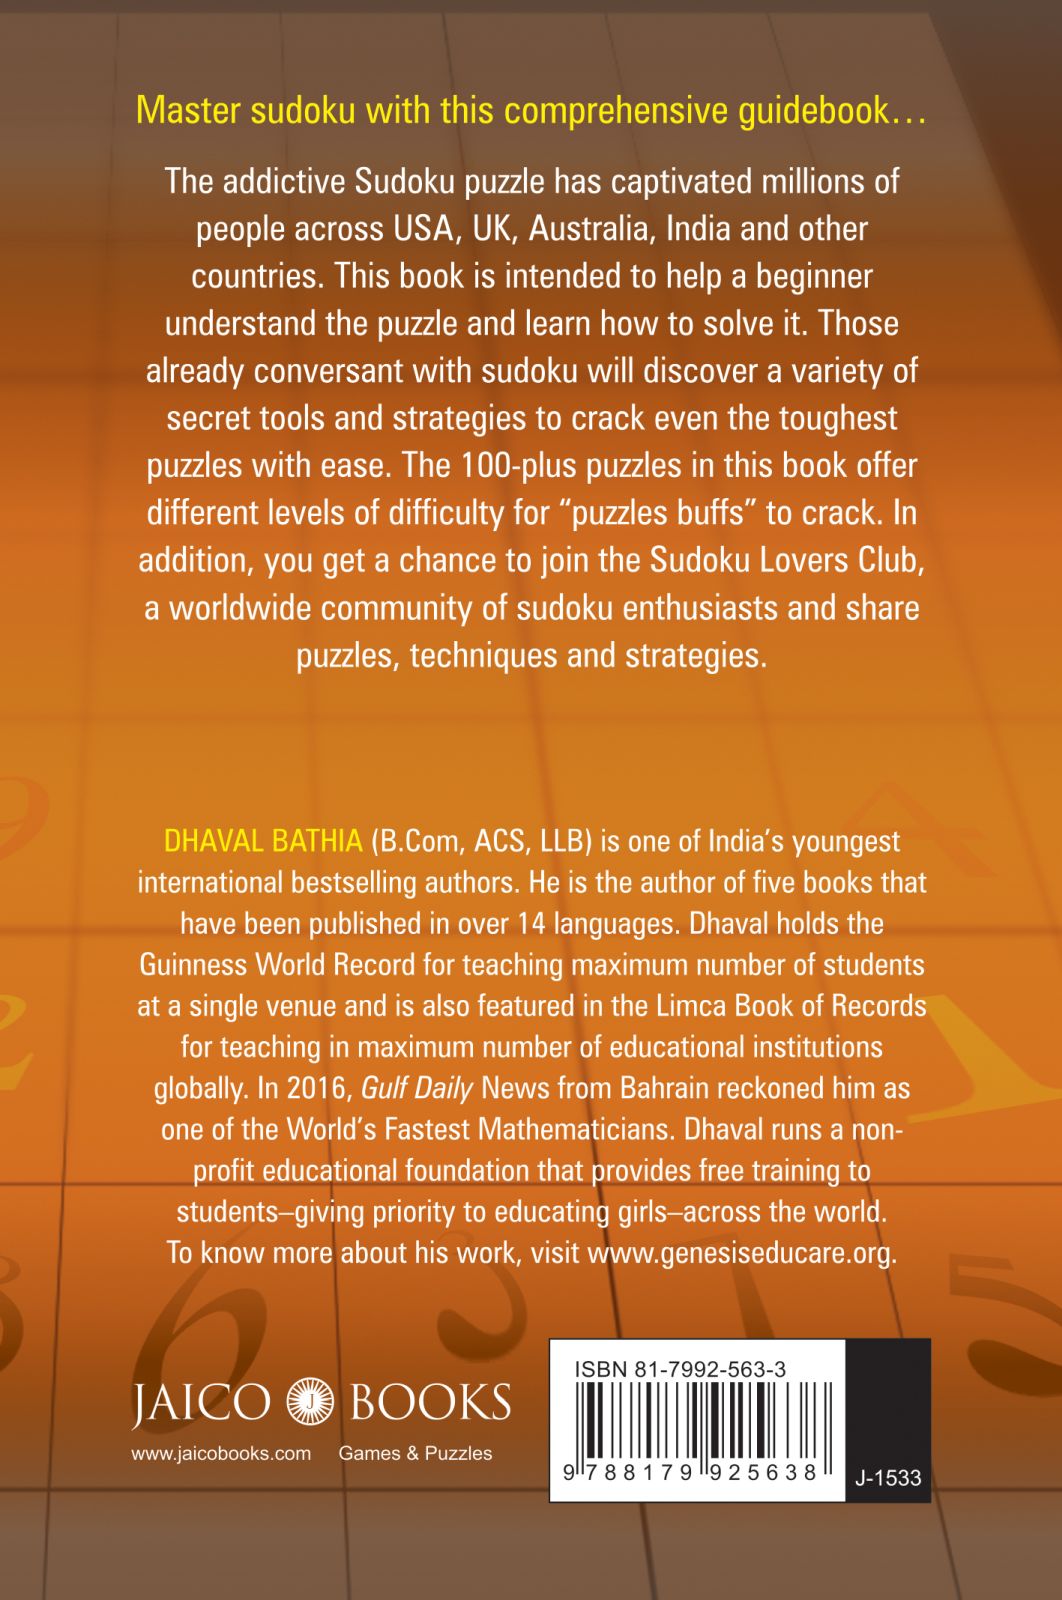 Master sudoku with this comprehensive guidebook…
The addictive Sudoku puzzle has captivated millions of
people across USA, UK, Australia, India and other
countries. This book is intended to help a beginner
understand the puzzle and learn how to solve it. Those
already conversant with sudoku will discover a variety of
secret tools and strategies to crack even the toughest
puzzles with ease. The 100-plus puzzles in this book offer
different levels of difficulty for “puzzles buffs” to crack. In
addition, you get a chance to join the Sudoku Lovers Club,
a worldwide community of sudoku enthusiasts and share
puzzles, techniques and strategies.
DHAVAL BATHIA (B.Com, ACS, LLB) is one of India’s youngest
international bestselling authors. He is the author of five books that
have been published in over 14 languages. Dhaval holds the
Guinness World Record for teaching maximum number of students
at a single venue and is also featured in the Limca Book of Records
for teaching in maximum number of educational institutions
globally. In 2016, Gulf Daily News from Bahrain reckoned him as
one of the World’s Fastest Mathematicians. Dhaval runs a non-
profit educational foundation that provides free training to
students–giving priority to educating girls–across the world.
To know more about his work, visit www.genesiseducare.org.
JAICO J BOOKS
www.jaicobooks.com Games & Puzzles
ISBN 81-7992-563-3
9 788179 925638
J-1533